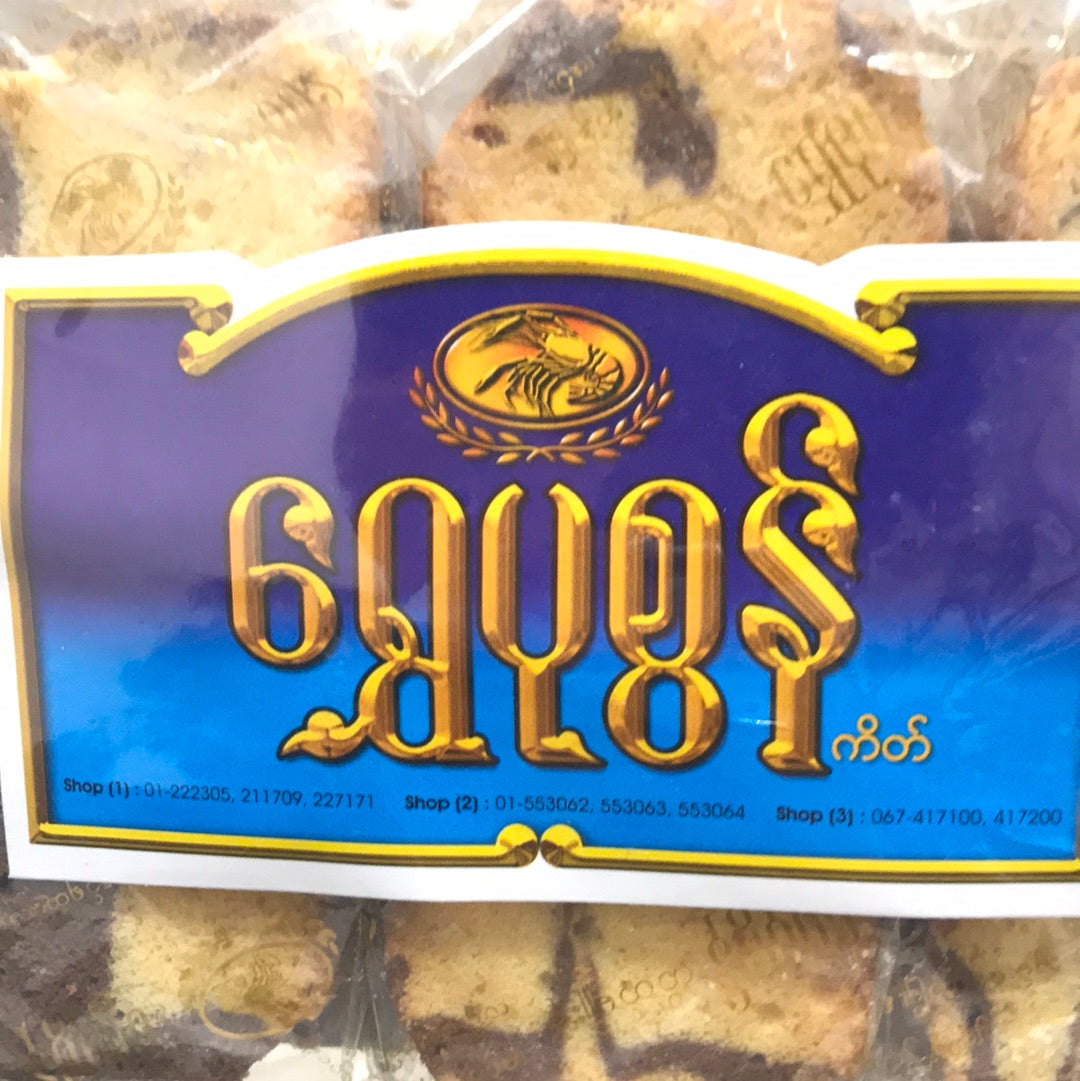 ရွှေပုစွန်
ကိတ်
Shop (1) : 01-222305, 211709, 227171 Shop (2) : 01-553062, 553063, 553064 Shop (3) : 067-417100, 417200